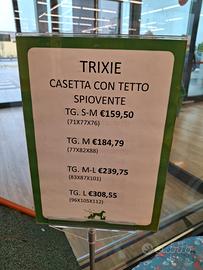 TRIXIE
CASETTA CON TETTO
SPIOVENTE
TG. S-M €159,50
(71X77X76)
TG. M €184,79
(77X82X88)
TG. M-L €239,75
(83X87X101)
TG. L €308,55
(96X105X112)